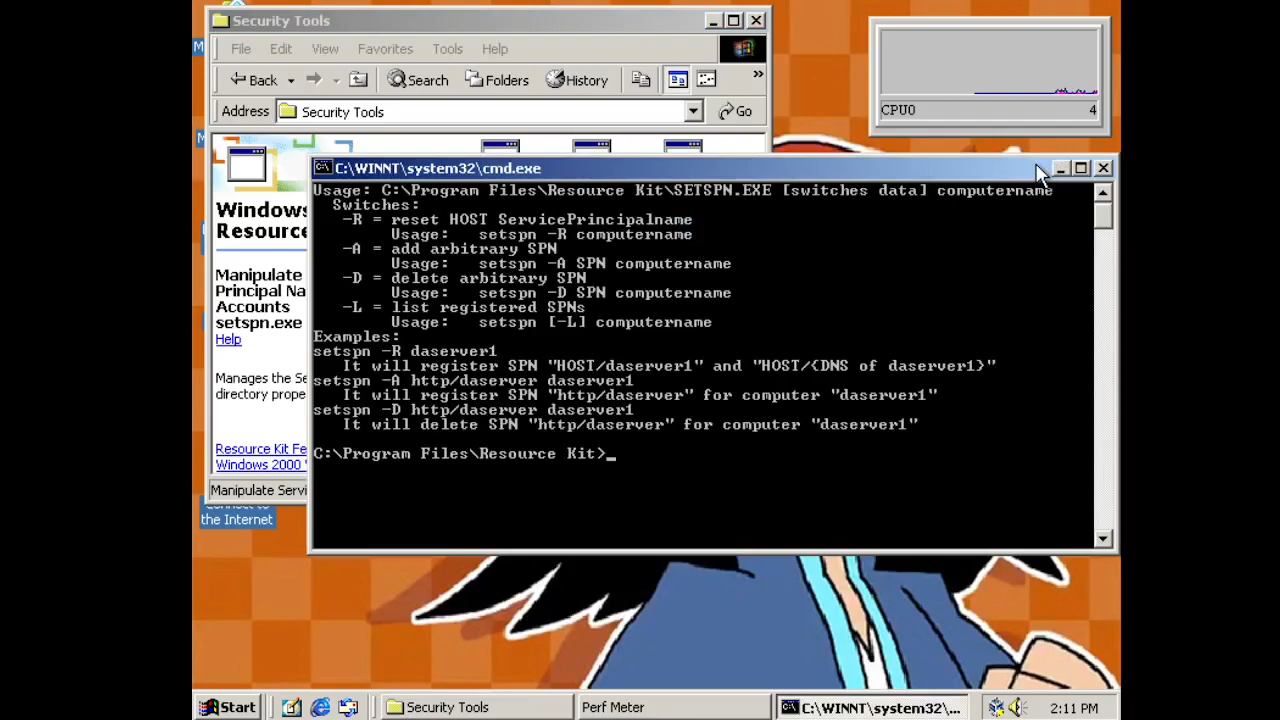 Security Tools
File Edit View Favorites Tools Help
Back Search Folders History »
Address Security Tools Go
CPU0 4
Windows
Resource
Manipulate
Principal Na
Accounts
setspn.exe
Help
Manages the Se
directory prope
Resource Kit Fe
Windows 2000
Manipulate Servi
C:\WINNT\system32\cmd.exe
Usage: C:\Program Files\Resource Kit\SETSPN.EXE [switches data] computername
Switches:
-R = reset HOST ServicePrincipalname
Usage: setspn -R computername
-A = add arbitrary SPN
Usage: setspn -A SPN computername
-D = delete arbitrary SPN
Usage: setspn -D SPN computername
-L = list registered SPNs
Usage: setspn [-L] computername
Examples:
setspn -R daserver1
It will register SPN "HOST/daserver1" and "HOST/{DNS of daserver1}"
setspn -A http/daserver daserver1
It will register SPN "http/daserver" for computer "daserver1"
setspn -D http/daserver daserver1
It will delete SPN "http/daserver" for computer "daserver1"
C:\Program Files\Resource Kit>_
Connect to
the Internet
Start Security Tools Perf Meter C:\WINNT\system32\... 2:11 PM